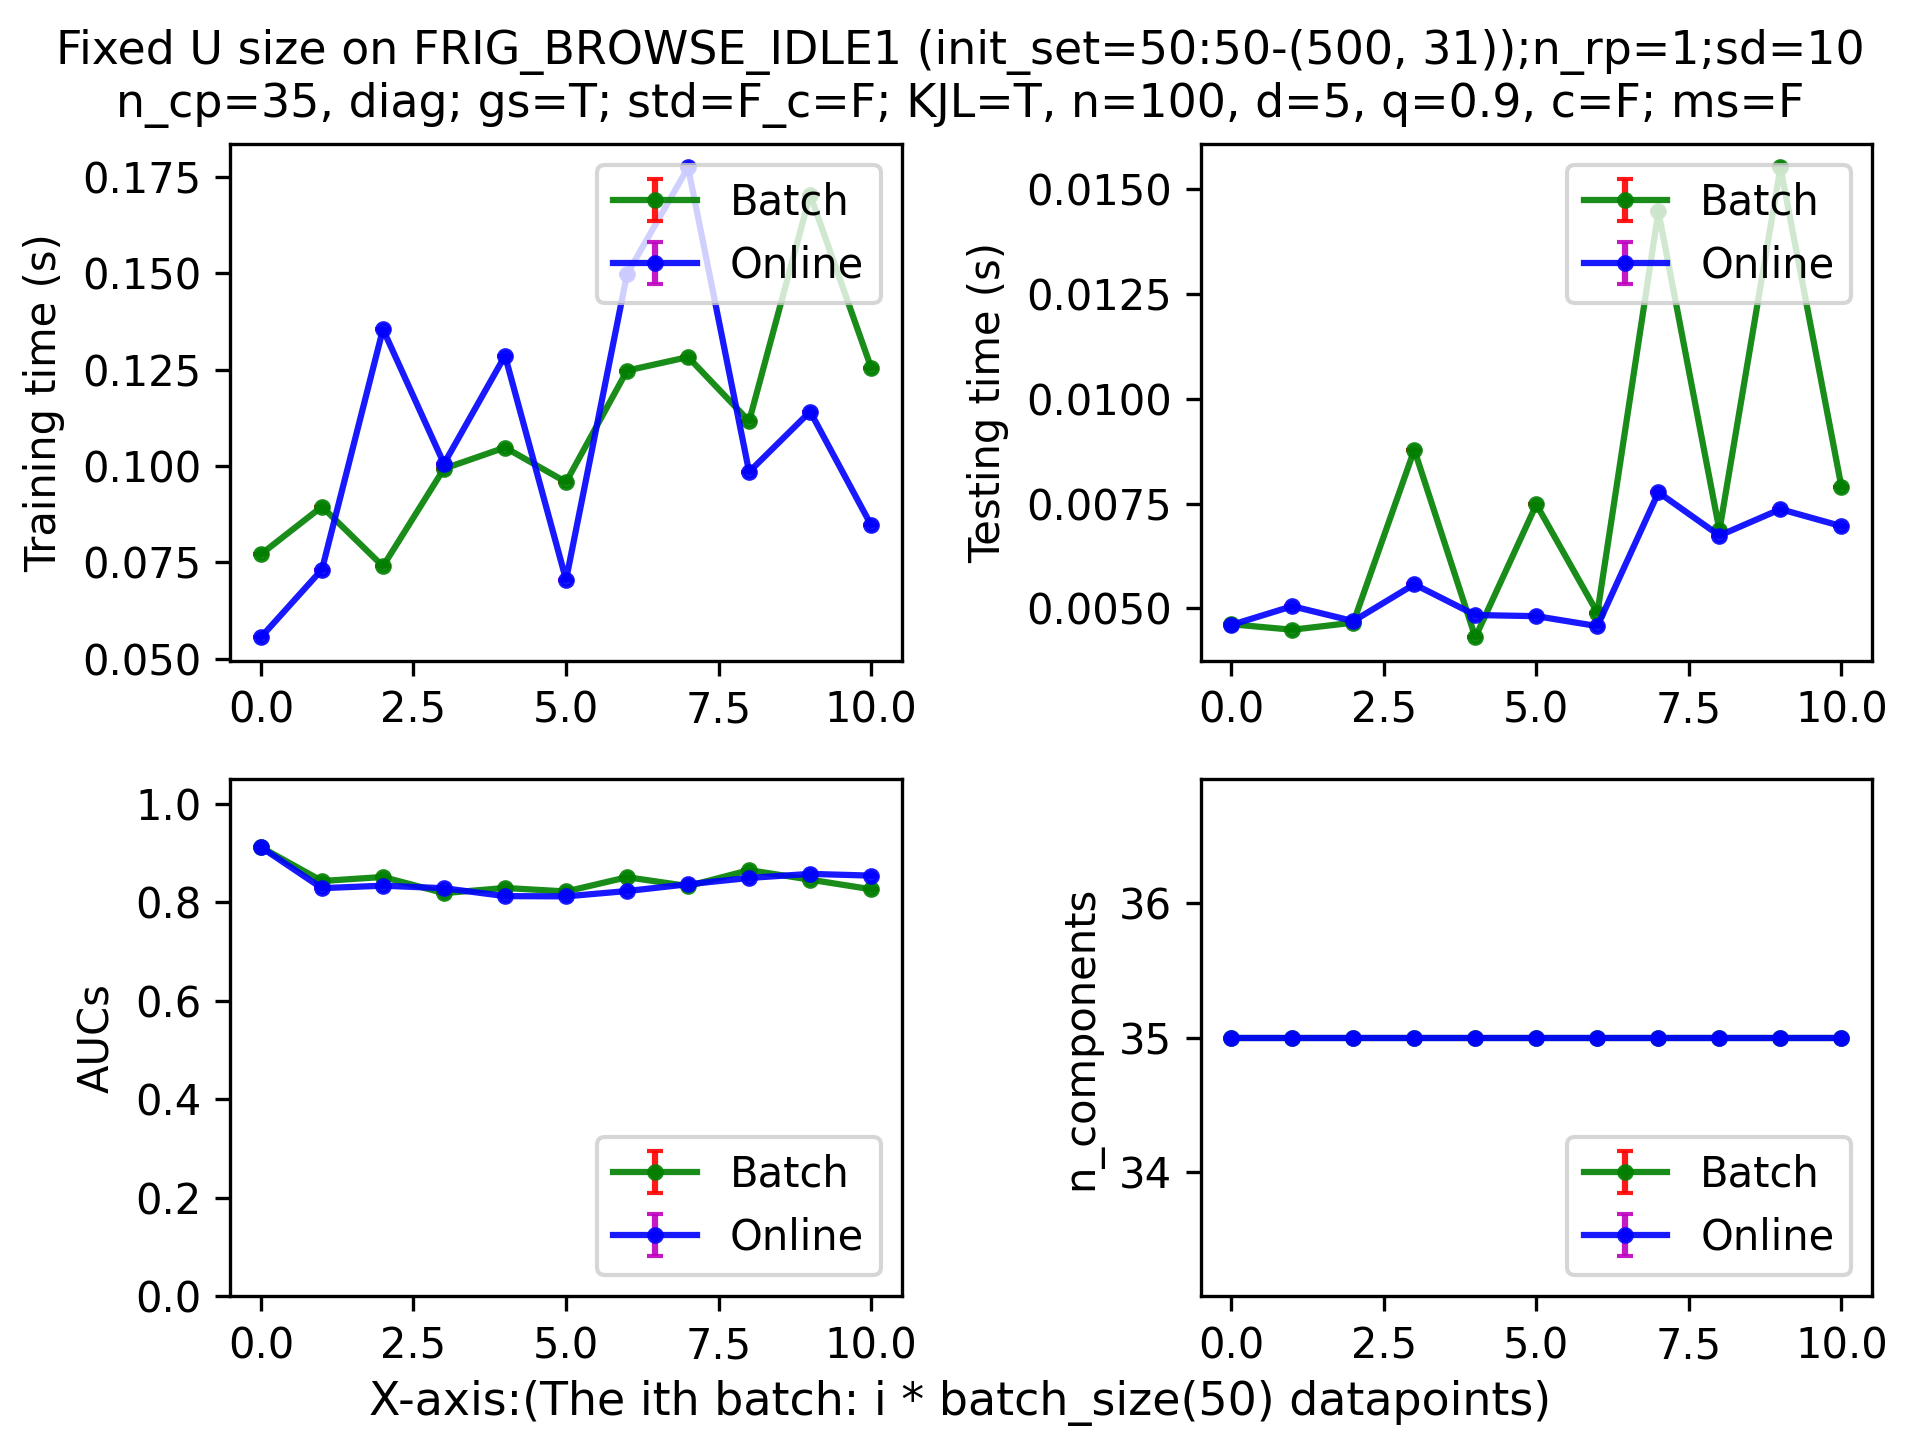 Fixed U size on FRIG_BROWSE_IDLE1 (init_set=50:50-(500, 31));n_rp=1;sd=10
n_cp=35, diag; gs=T; std=F_c=F; KJL=T, n=100, d=5, q=0.9, c=F; ms=F
Training time (s)
0.175
0.150
0.125
0.100
0.075
0.050
0.0 2.5 5.0 7.5 10.0
Batch
Online
Testing time (s)
0.0150
0.0125
0.0100
0.0075
0.0050
0.0 2.5 5.0 7.5 10.0
Batch
Online
AUCs
1.0
0.8
0.6
0.4
0.2
0.0
0.0 2.5 5.0 7.5 10.0
Batch
Online
n_components
36
35
34
0.0 2.5 5.0 7.5 10.0
Batch
Online
X-axis:(The ith batch: i * batch_size(50) datapoints)